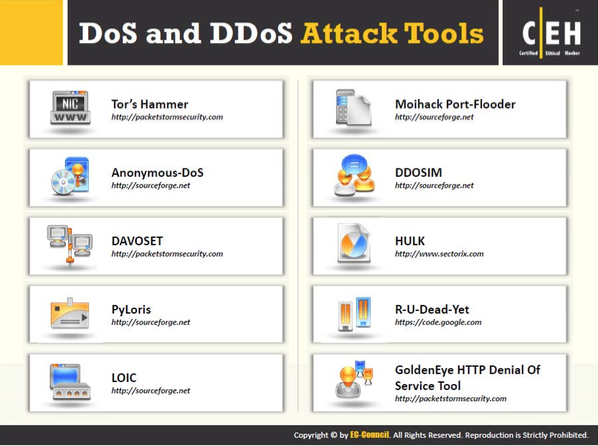 DoS and DDoS Attack Tools
C|EH
Certified Ethical Hacker
NIC
WWW
Tor's Hammer
http://packetstormsecurity.com
Anonymous-DoS
http://sourceforge.net
DAVOSET
http://packetstormsecurity.com
PyLoris
http://sourceforge.net
LOIC
http://sourceforge.net
Moihack Port-Flooder
http://sourceforge.net
DDOSIM
http://sourceforge.net
HULK
http://www.sectorix.com
R-U-Dead-Yet
https://code.google.com
GoldenEye HTTP Denial Of
Service Tool
http://packetstormsecurity.com
Copyright © by EC-Council. All Rights Reserved. Reproduction is Strictly Prohibited.